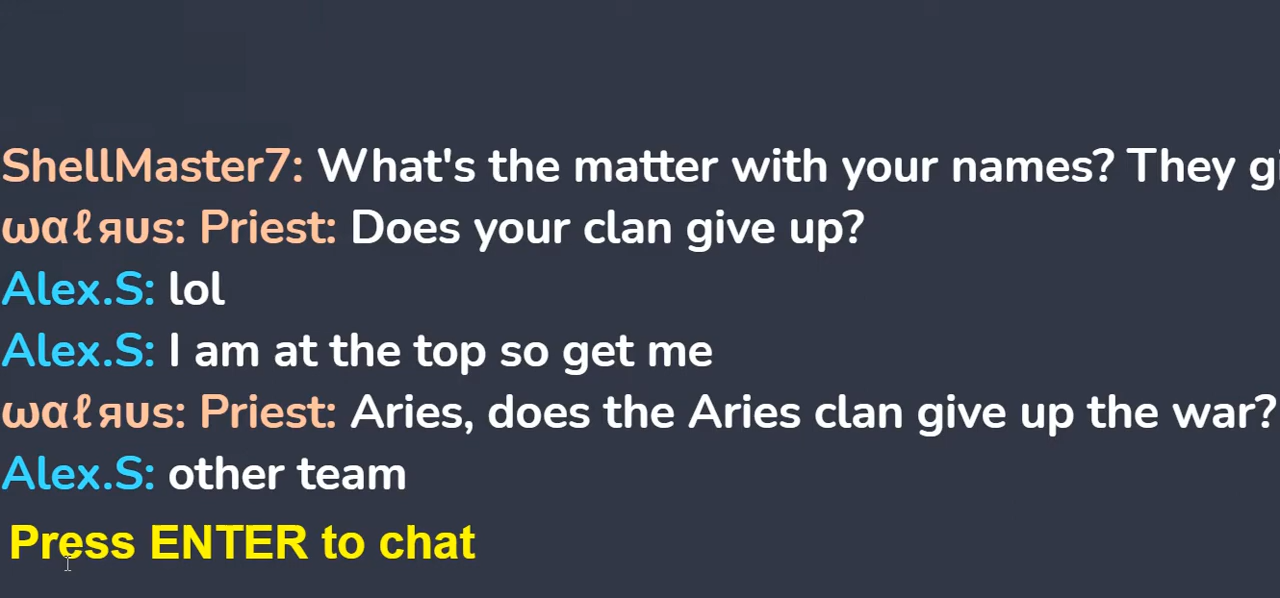 ShellMaster7: What's the matter with your names? They
ωαℓяυs: Priest: Does your clan give up?
Alex.S: lol
Alex.S: I am at the top so get me
ωαℓяυs: Priest: Aries, does the Aries clan give up the war?
Alex.S: other team
Press ENTER to chat